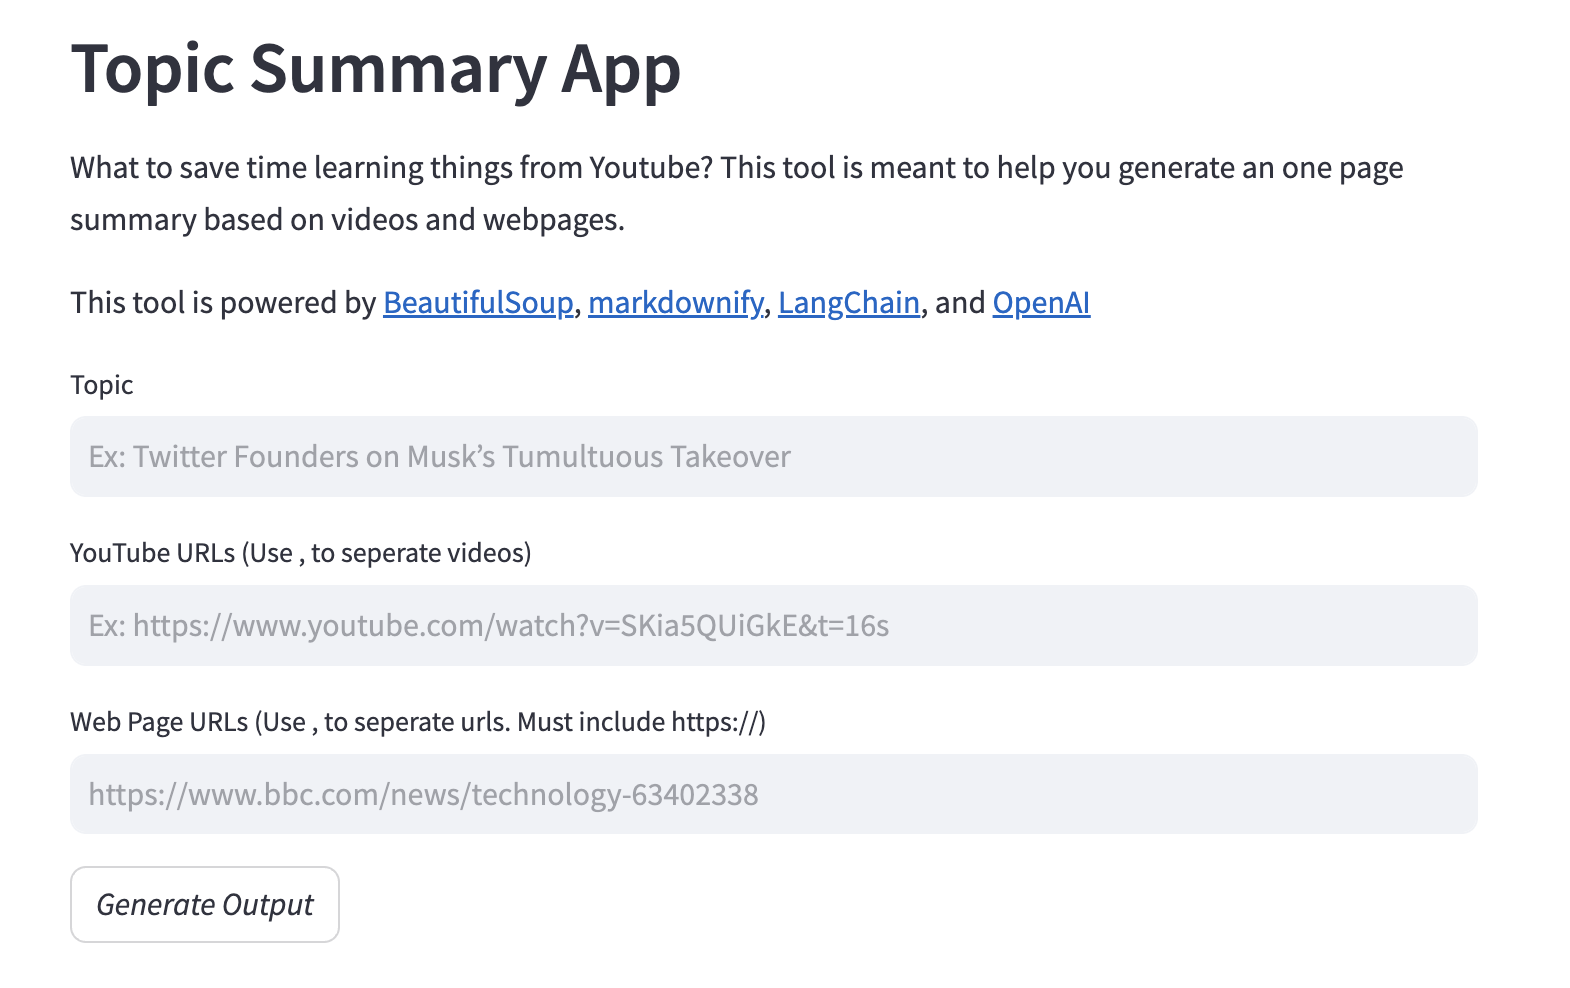 Topic Summary App
What to save time learning things from Youtube? This tool is meant to help you generate an one page
summary based on videos and webpages.
This tool is powered by BeautifulSoup, markdownify, LangChain, and OpenAI
Topic
Ex: Twitter Founders on Musk’s Tumultuous Takeover
YouTube URLs (Use , to seperate videos)
Ex: https://www.youtube.com/watch?v=SKia5QUiGkE&t=16s
Web Page URLs (Use , to seperate urls. Must include https://)
https://www.bbc.com/news/technology-63402338
Generate Output